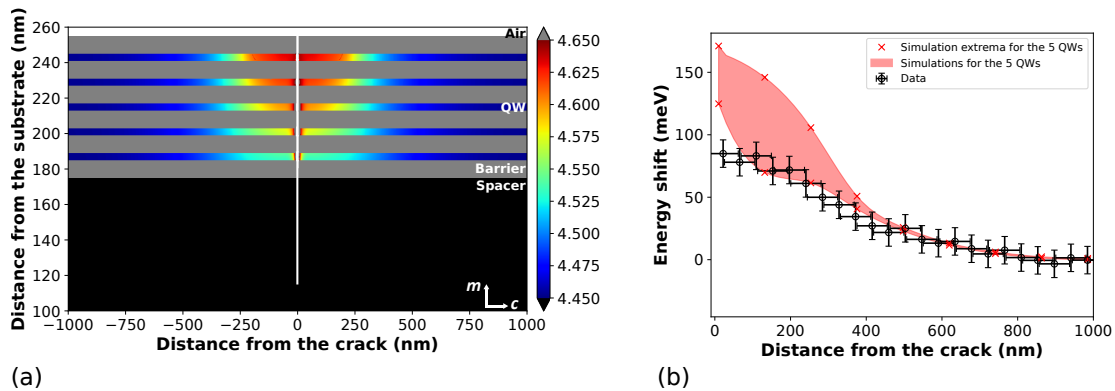 260
240
220
200
180
160
140
120
100
Distance from the substrate (nm)
Air
QW
Barrier
Spacer
m
c
−1000 −750 −500 −250 0 250 500 750 1000
Distance from the crack (nm)
4.650
4.625
4.600
4.575
4.550
4.525
4.500
4.475
4.450
(a)
Energy shift (meV)
150
100
50
0
Simulation extrema for the 5 QWs
Simulations for the 5 QWs
Data
0 200 400 600 800 1000
Distance from the crack (nm)
(b)